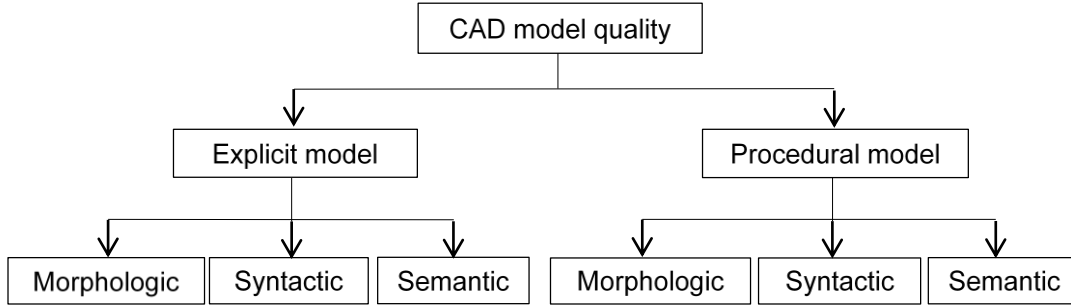 CAD model quality
Explicit model
Procedural model
Morphologic
Syntactic
Semantic
Morphologic
Syntactic
Semantic